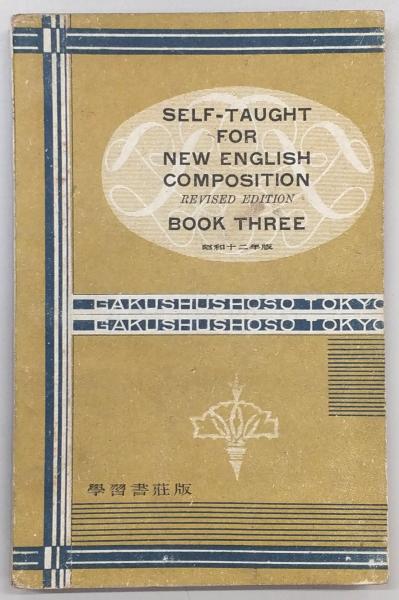 SELF-TAUGHT
FOR
NEW ENGLISH
COMPOSITION
REVISED EDITION
BOOK THREE
昭和十二年版
GAKUSHUSHOSO TOKYO
GAKUSHUSHOSO TOKYO
學習書莊版